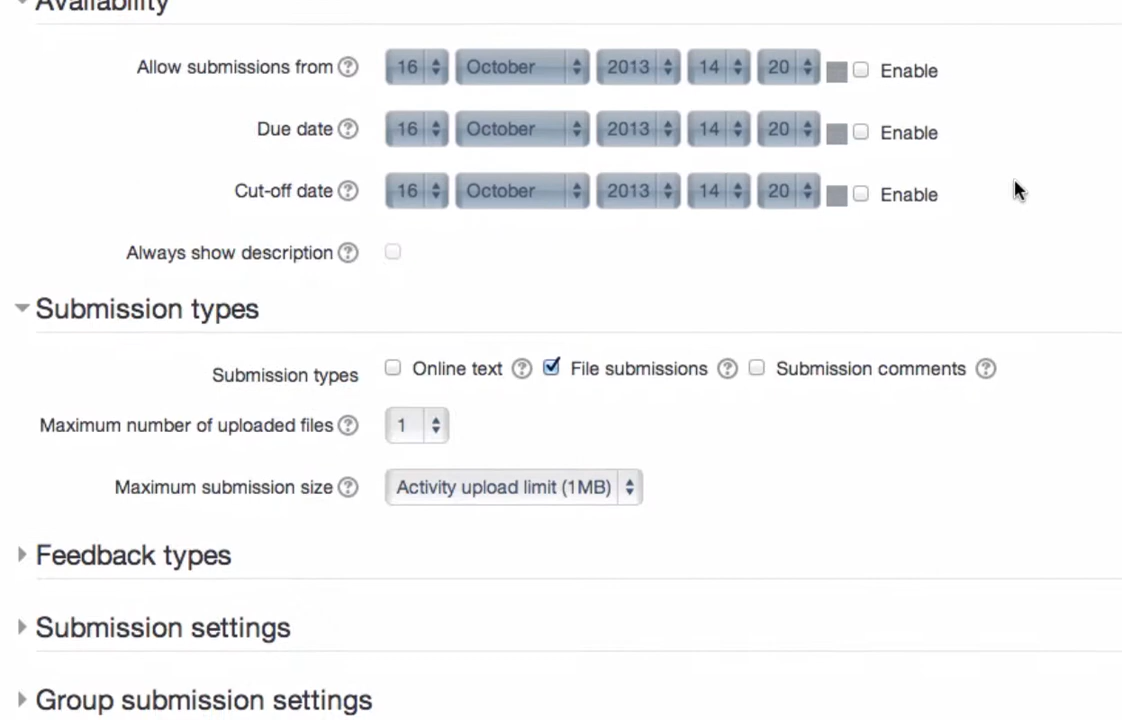 Availability
Allow submissions from ? 16 October 2013 14 20 Enable
Due date ? 16 October 2013 14 20 Enable
Cut-off date ? 16 October 2013 14 20 Enable
Always show description ?
Submission types
Submission types Online text ? File submissions ? Submission comments ?
Maximum number of uploaded files ? 1
Maximum submission size ? Activity upload limit (1MB)
Feedback types
Submission settings
Group submission settings